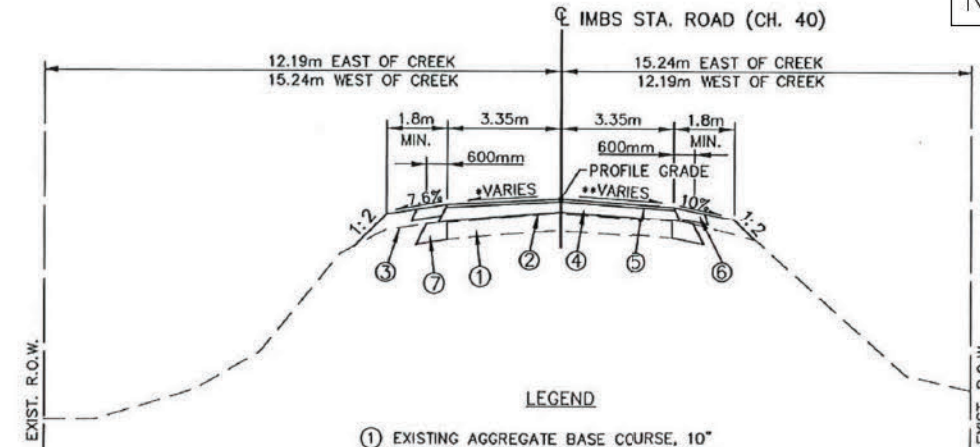 ℄ IMBS STA. ROAD (CH. 40)
12.19m EAST OF CREEK
15.24m WEST OF CREEK
15.24m EAST OF CREEK
12.19m WEST OF CREEK
1.8m
MIN.
3.35m
3.35m
1.8m
MIN.
600mm
600mm
PROFILE GRADE
7.6%
*VARIES
**VARIES
10%
1:2
1:2
③
⑦
①
②
④
⑤
⑥
EXIST. R.O.W.
LEGEND
① EXISTING AGGREGATE BASE COURSE, 10"